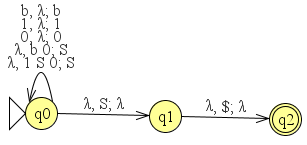 b, λ; b
1, λ; 1
0, λ; 0
λ, b 0; S
λ, 1 S 0; S
q0
λ, S; λ
q1
λ, $; λ
q2